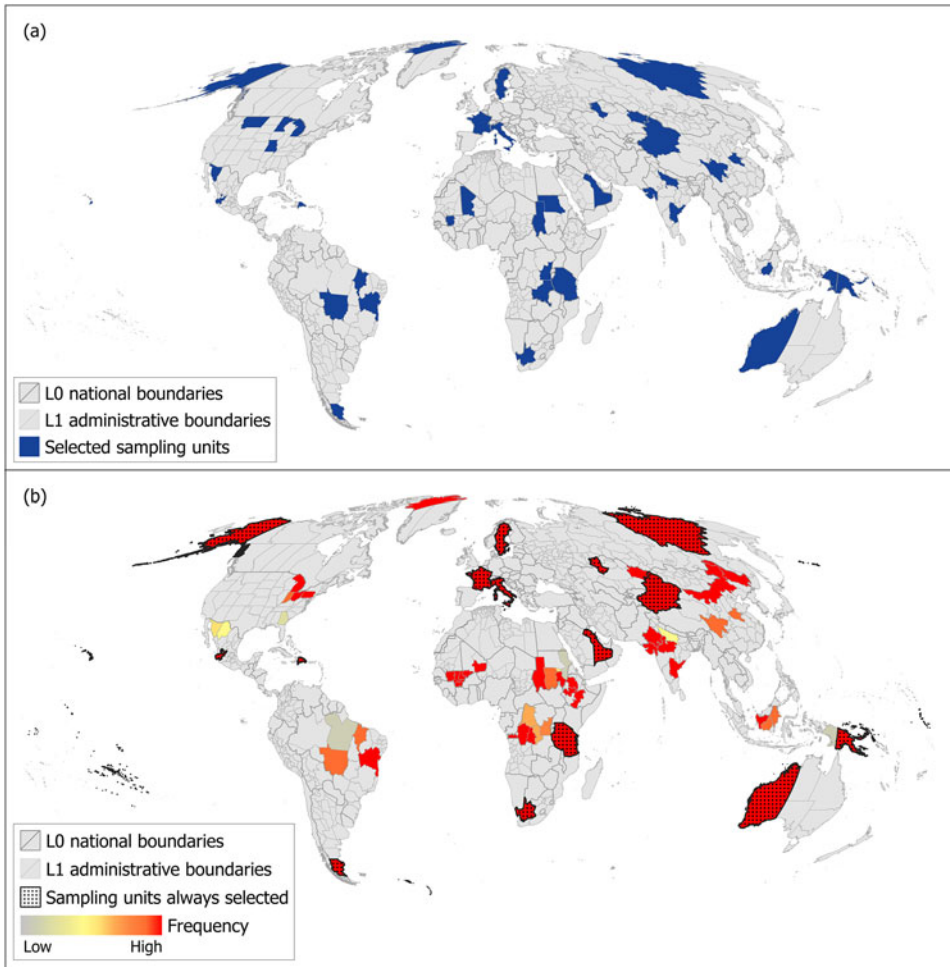 (a)
L0 national boundaries
L1 administrative boundaries
Selected sampling units
(b)
L0 national boundaries
L1 administrative boundaries
Sampling units always selected
Frequency
Low High